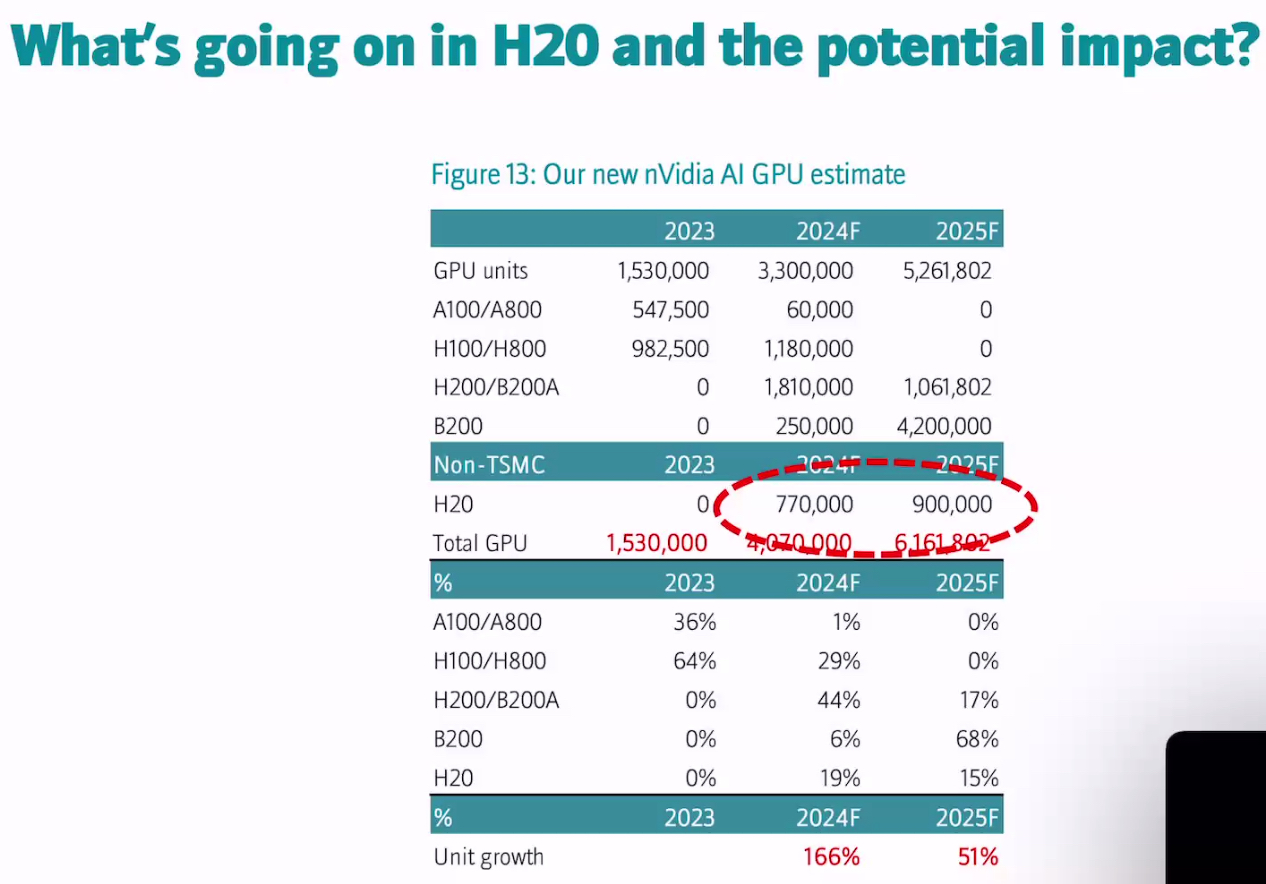 What's going on in H20 and the potential impact?
Figure 13: Our new nVidia AI GPU estimate
2023 2024F 2025F
GPU units 1,530,000 3,300,000 5,261,802
A100/A800 547,500 60,000 0
H100/H800 982,500 1,180,000 0
H200/B200A 0 1,810,000 1,061,802
B200 0 250,000 4,200,000
Non-TSMC 2023 2024F 2025F
H20 0 770,000 900,000
Total GPU 1,530,000 4,070,000 6,161,802
% 2023 2024F 2025F
A100/A800 36% 1% 0%
H100/H800 64% 29% 0%
H200/B200A 0% 44% 17%
B200 0% 6% 68%
H20 0% 19% 15%
% 2023 2024F 2025F
Unit growth 166% 51%